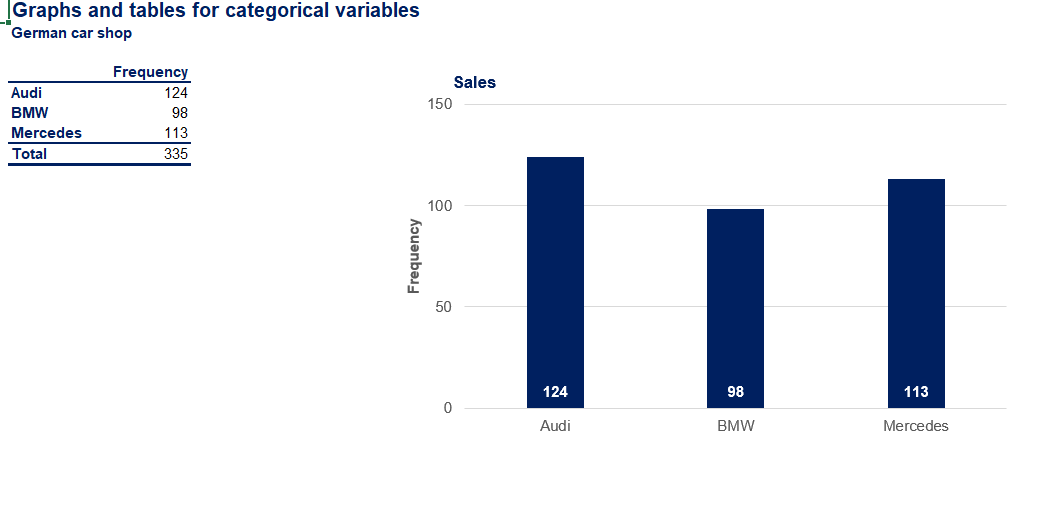 Graphs and tables for categorical variables
German car shop
Frequency
Audi 124
BMW 98
Mercedes 113
Total 335
Sales
150
100
50
0
Frequency
124 98 113
Audi BMW Mercedes